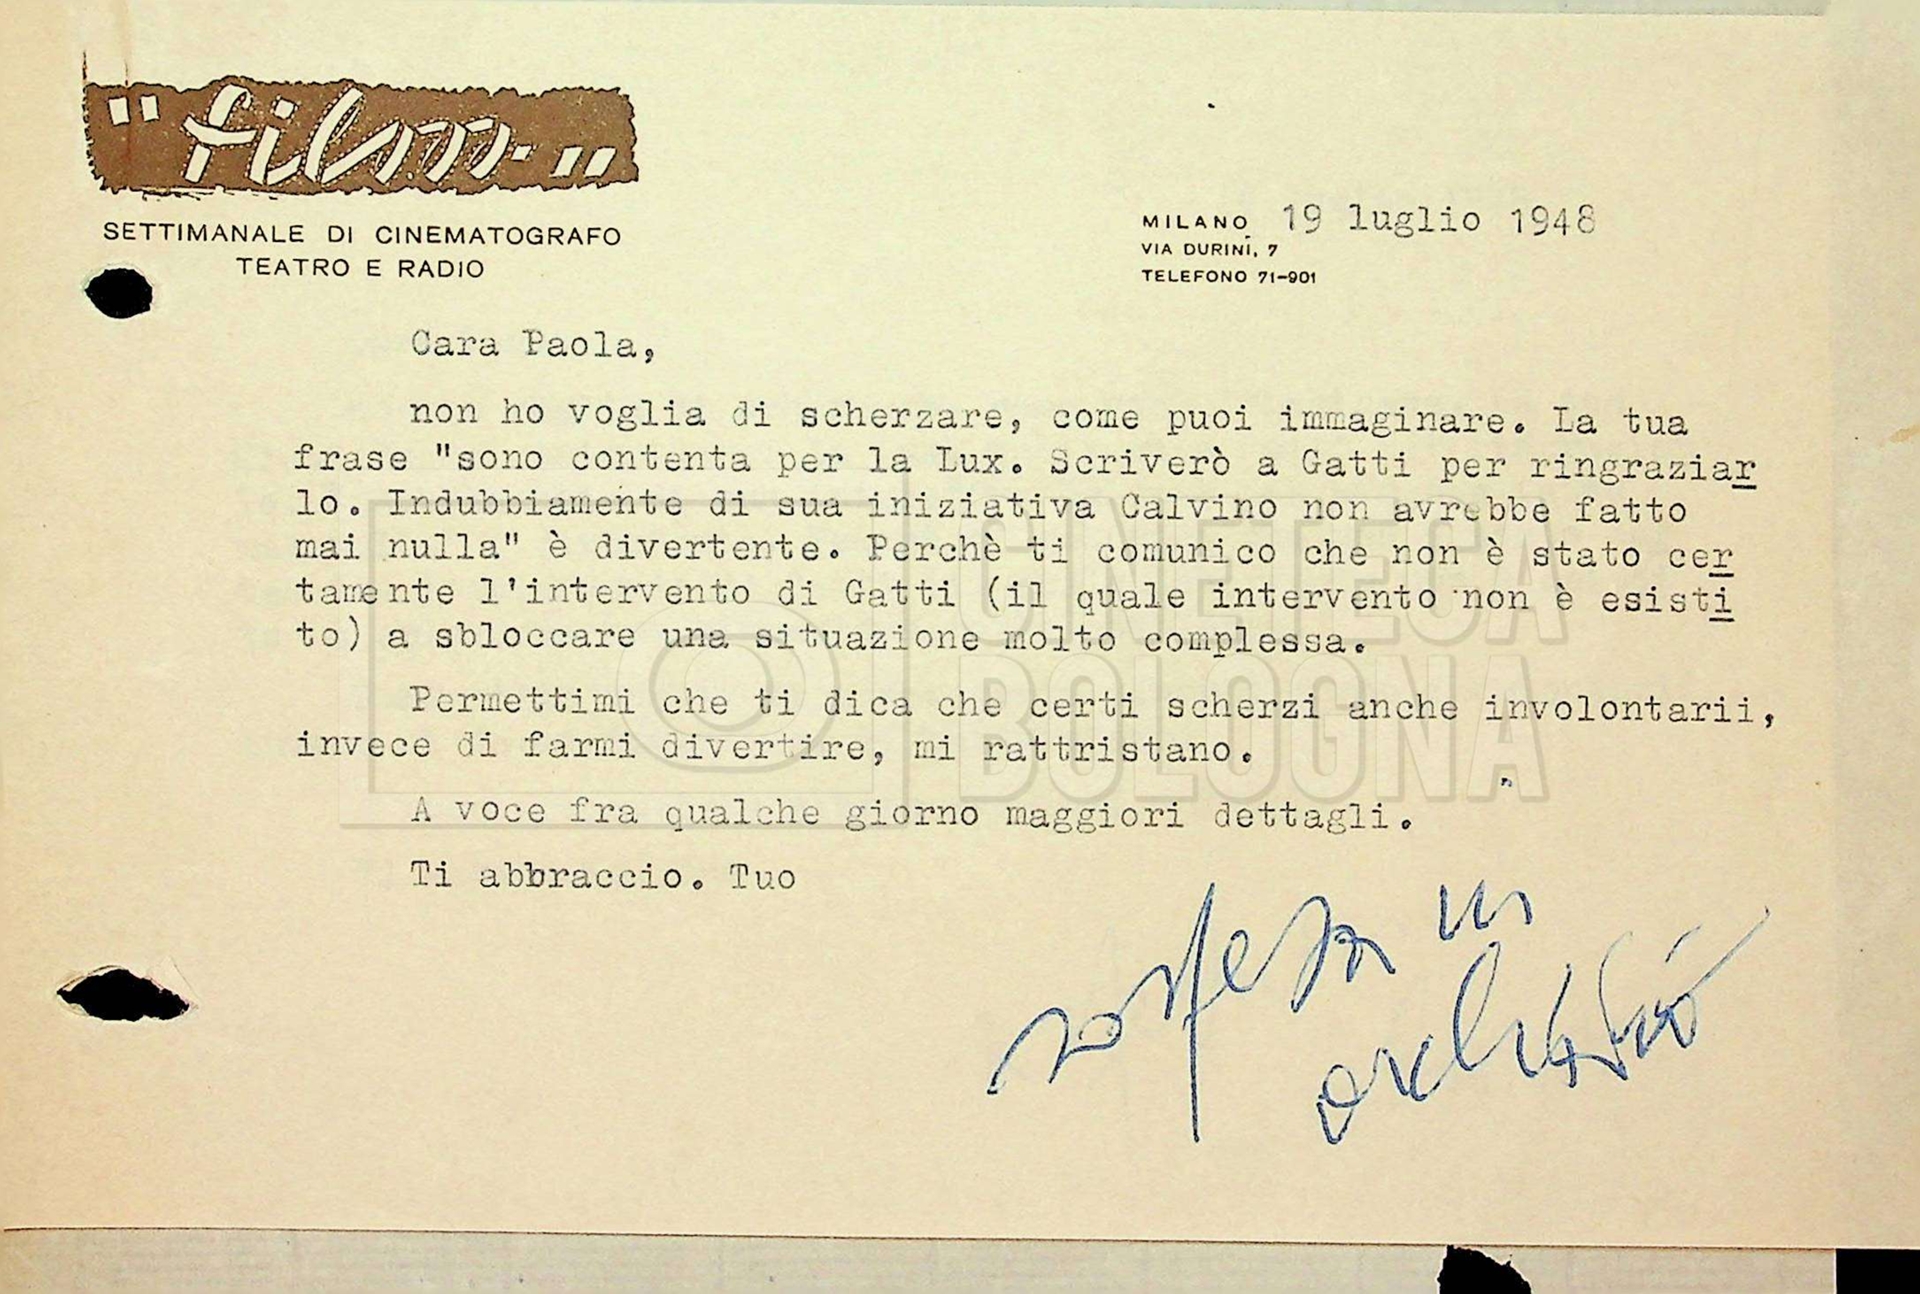 "film„
SETTIMANALE DI CINEMATOGRAFO
TEATRO E RADIO
MILANO, 19 luglio 1948
VIA DURINI, 7
TELEFONO 71-901
Cara Paola,
non ho voglia di scherzare, come puoi immaginare. La tua
frase "sono contenta per la Lux. Scriverò a Gatti per ringraziar
lo. Indubbiamente di sua iniziativa Calvino non avrebbe fatto
mai nulla" è divertente. Perchè ti comunico che non è stato cer
tamente l'intervento di Gatti (il quale intervento non è esisti
to) a sbloccare una situazione molto complessa.
Permettimi che ti dica che certi scherzi anche involontarii,
invece di farmi divertire, mi rattristano.
A voce fra qualche giorno maggiori dettagli.
Ti abbraccio. Tuo
CINETECA
BOLOGNA